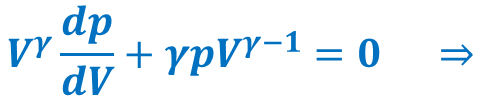 V^γ dp/dV + γpV^(γ−1) = 0 ⇒